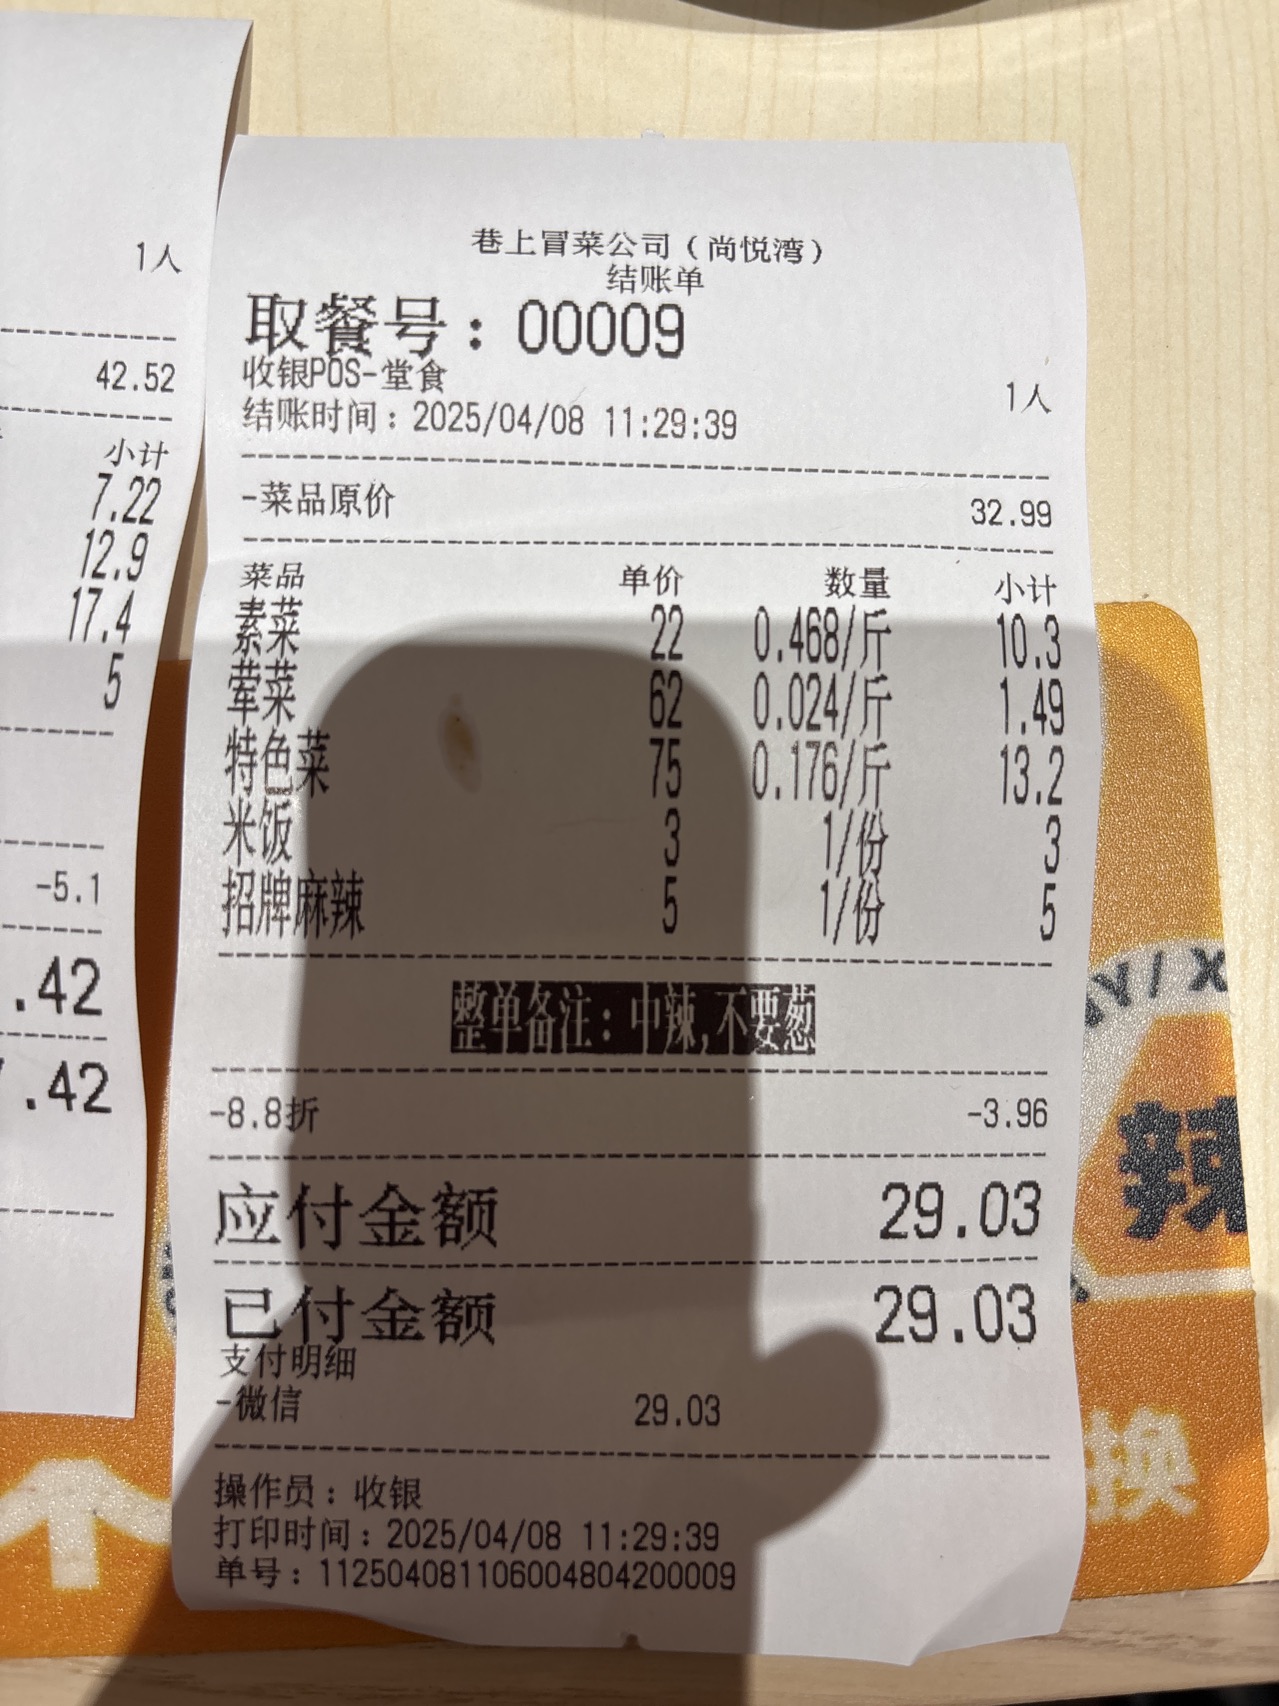 1人
42.52
小计
7.22
12.9
17.4
5
-5.1
.42
.42
巷上冒菜公司（尚悦湾）
结账单
取餐号：00009
收银POS-堂食
1人
结账时间：2025/04/08 11:29:39
-菜品原价 32.99
菜品 单价 数量 小计
素菜 22 0.468/斤 10.3
荤菜 62 0.024/斤 1.49
特色菜 75 0.176/斤 13.2
米饭 3 1/份 3
招牌麻辣 5 1/份 5
整单备注：中辣,不要葱
-8.8折 -3.96
应付金额 29.03
已付金额 29.03
支付明细
-微信 29.03
操作员：收银
打印时间：2025/04/08 11:29:39
单号：1125040811060048042000​09
辣
换